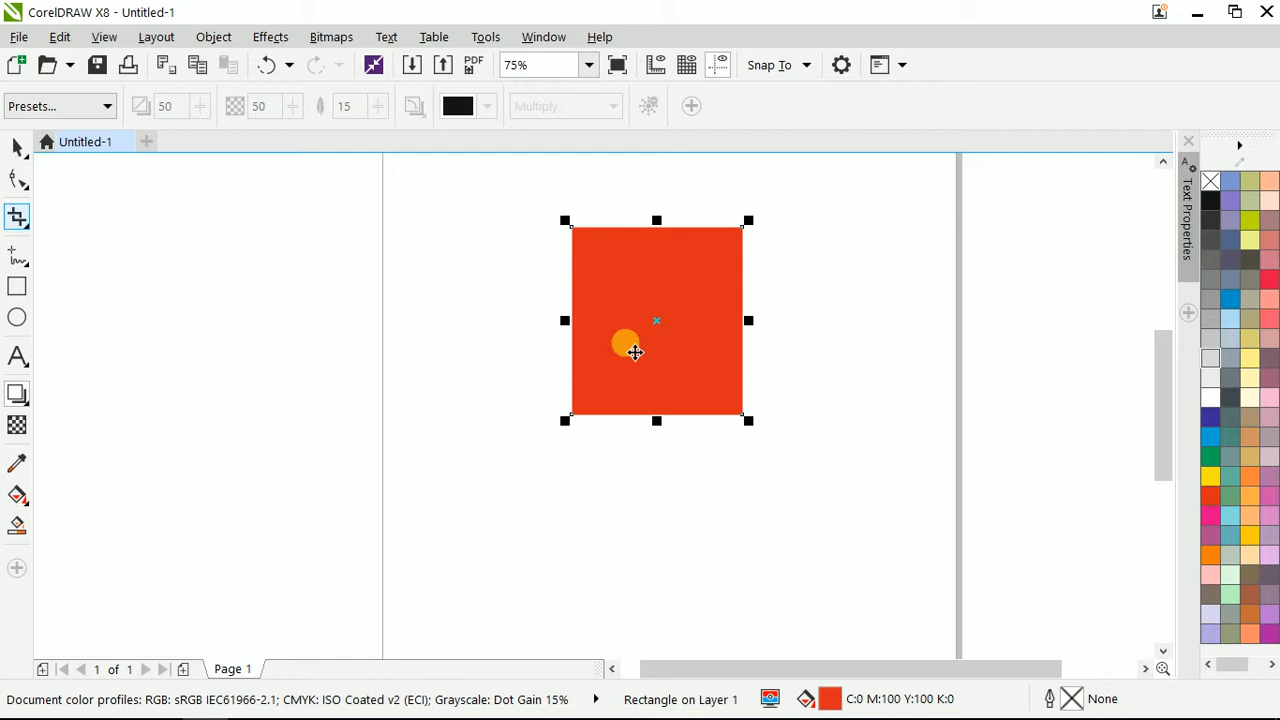 CorelDRAW X8 - Untitled-1
File Edit View Layout Object Effects Bitmaps Text Table Tools Window Help
PDF 75% Snap To
Presets... 50 50 15 Multiply
Untitled-1
Text Properties
1 of 1 Page 1
Document color profiles: RGB: sRGB IEC61966-2.1; CMYK: ISO Coated v2 (ECI); Grayscale: Dot Gain 15% Rectangle on Layer 1 C:0 M:100 Y:100 K:0 None